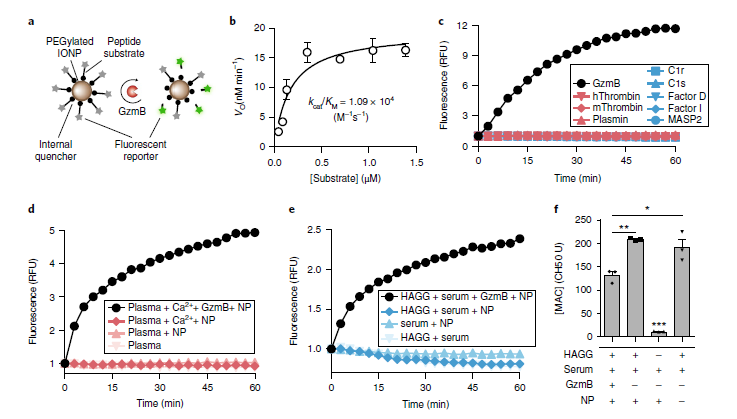 a
PEGylated
IONP
Peptide
substrate
GzmB
Internal
quencher
Fluorescent
reporter
b
V₀(nM min⁻¹)
20
15
10
5
0
kcat/KM = 1.09 × 10⁴
(M⁻¹s⁻¹)
0.0 0.5 1.0 1.5
[Substrate] (μM)
c
Fluorescence (RFU)
12
9
6
3
0
GzmB
hThrombin
mThrombin
Plasmin
C1r
C1s
Factor D
Factor I
MASP2
0 15 30 45 60
Time (min)
d
Fluorescence (RFU)
5
4
3
2
1
Plasma + Ca²⁺+ GzmB+ NP
Plasma + Ca²⁺+ NP
Plasma + NP
Plasma
0 15 30 45 60
Time (min)
e
Fluorescence (RFU)
2.5
2.0
1.5
1.0
HAGG + serum + GzmB + NP
HAGG + serum + NP
serum + NP
HAGG + serum
0 15 30 45 60
Time (min)
f
[MAC] (CH50 U)
250
200
150
100
50
0
*
**
***
HAGG + + + +
Serum + + + +
GzmB + − − −
NP + + + −